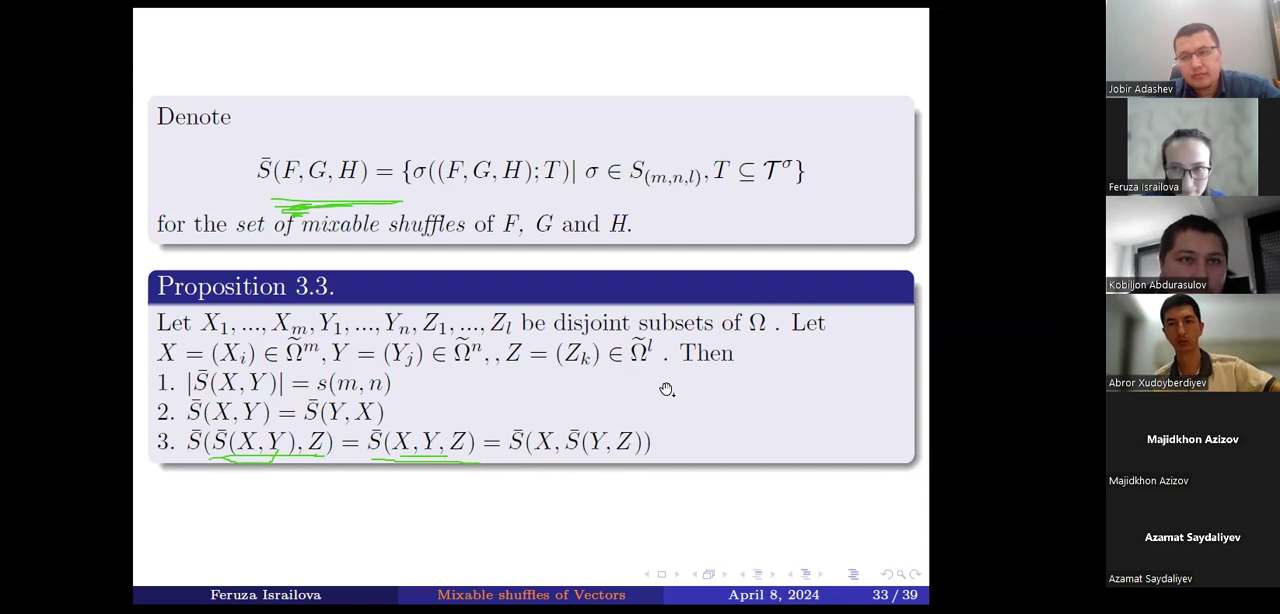 Denote
S̄(F, G, H) = {σ((F, G, H); T)| σ ∈ S₍ₘ,ₙ,ₗ₎, T ⊆ 𝒯^σ}
for the set of mixable shuffles of F, G and H.
Proposition 3.3.
Let X₁, ..., Xₘ, Y₁, ..., Yₙ, Z₁, ..., Zₗ be disjoint subsets of Ω . Let
X = (Xᵢ) ∈ Ω̃ᵐ, Y = (Yⱼ) ∈ Ω̃ⁿ, , Z = (Zₖ) ∈ Ω̃ˡ . Then
1. |S̄(X, Y)| = s(m, n)
2. S̄(X, Y) = S̄(Y, X)
3. S̄(S̄(X, Y), Z) = S̄(X, Y, Z) = S̄(X, S̄(Y, Z))
Feruza Israilova Mixable shuffles of Vectors April 8, 2024 33 / 39
Jobir Adashev
Feruza Israilova
Kobiljon Abdurasulov
Abror Xudoyberdiyev
Majidkhon Azizov
Majidkhon Azizov
Azamat Saydaliyev
Azamat Saydaliyev